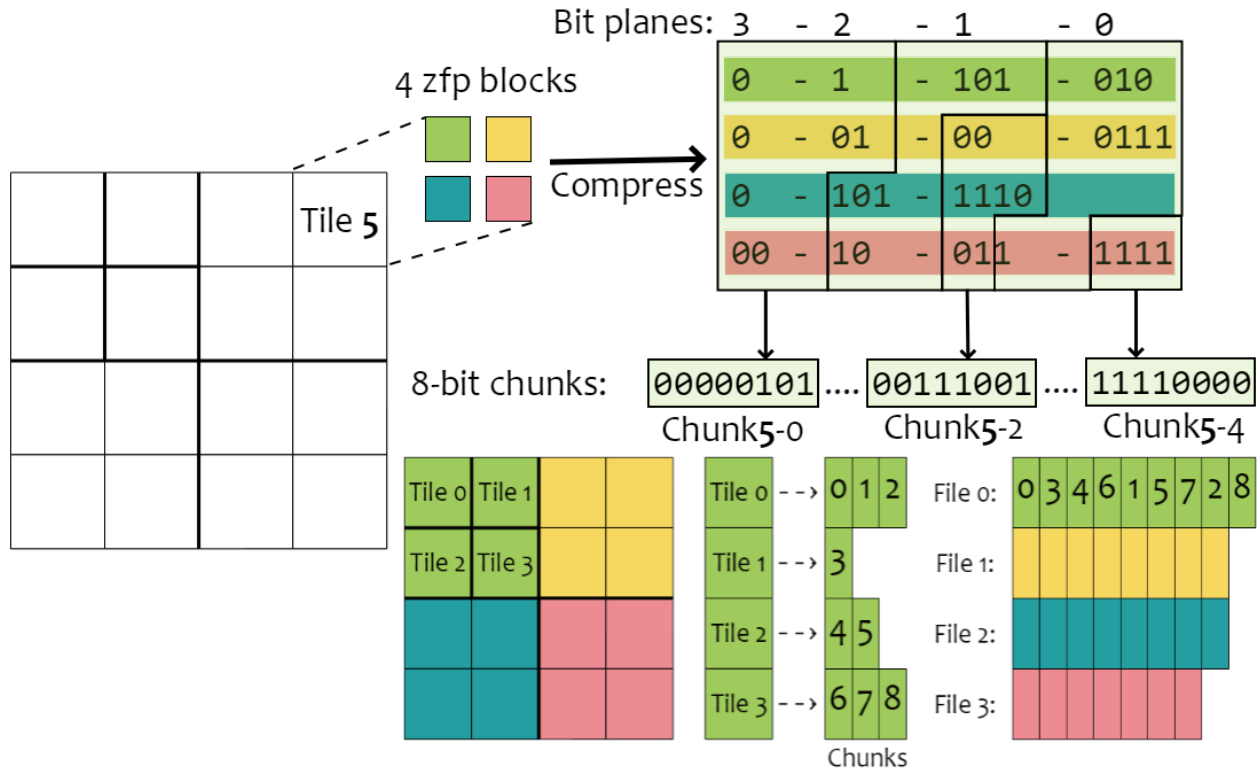 Bit planes: 3 - 2 - 1 - 0
4 zfp blocks
0 - 1 - 101 - 010
0 - 01 - 00 - 0111
Compress
0 - 101 - 1110
00 - 10 - 011 - 1111
Tile 5
8-bit chunks: 00000101 .... 00111001 .... 11110000
Chunk5-0 Chunk5-2 Chunk5-4
Tile 0 Tile 1 Tile 0 --> 0 1 2 File 0: 0 3 4 6 1 5 7 2 8
Tile 2 Tile 3 Tile 1 --> 3 File 1:
Tile 2 --> 4 5 File 2:
Tile 3 --> 6 7 8 File 3:
Chunks